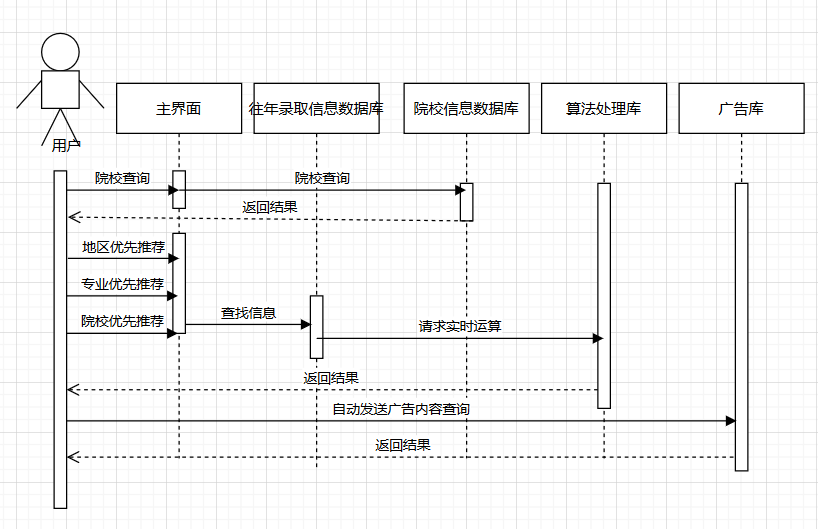 主界面
往年录取信息数据库
院校信息数据库
算法处理库
广告库
用户
院校查询
院校查询
返回结果
地区优先推荐
专业优先推荐
院校优先推荐
查找信息
请求实时运算
返回结果
自动发送广告内容查询
返回结果